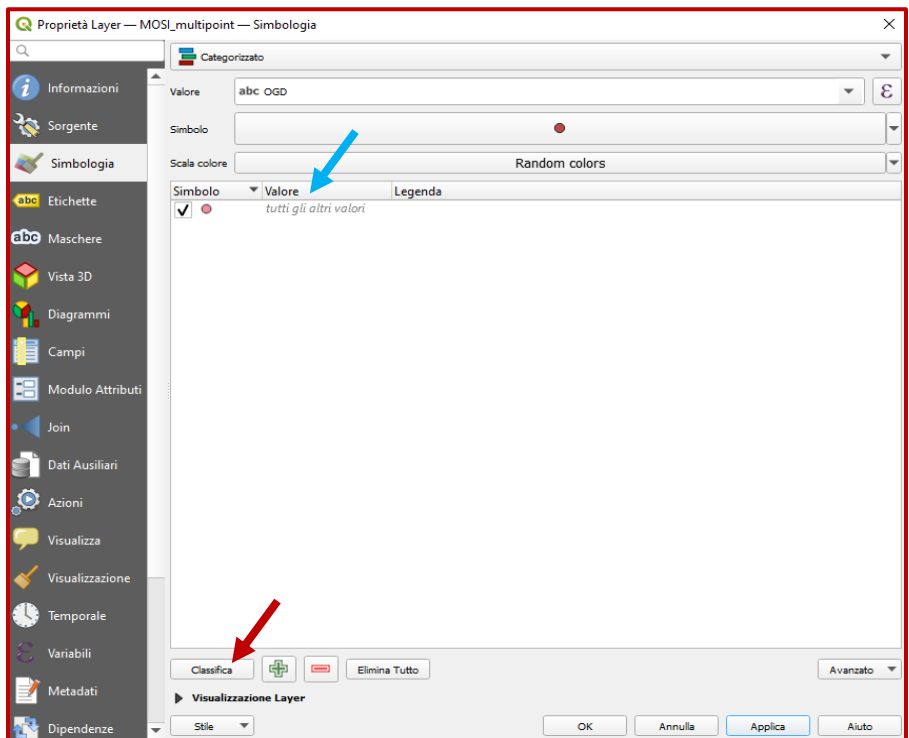 Proprietà Layer — MOSI_multipoint — Simbologia
Categorizzato
Informazioni
Valore abc OGD ε
Sorgente
Simbolo
Simbologia
Scala colore Random colors
Simbolo Valore Legenda
tutti gli altri valori
abc Etichette
abc Maschere
Vista 3D
Diagrammi
Campi
Modulo Attributi
Join
Dati Ausiliari
Azioni
Visualizza
Visualizzazione
Temporale
ε Variabili
Classifica Elimina Tutto Avanzato
Metadati
Visualizzazione Layer
Dipendenze
Stile OK Annulla Applica Aiuto